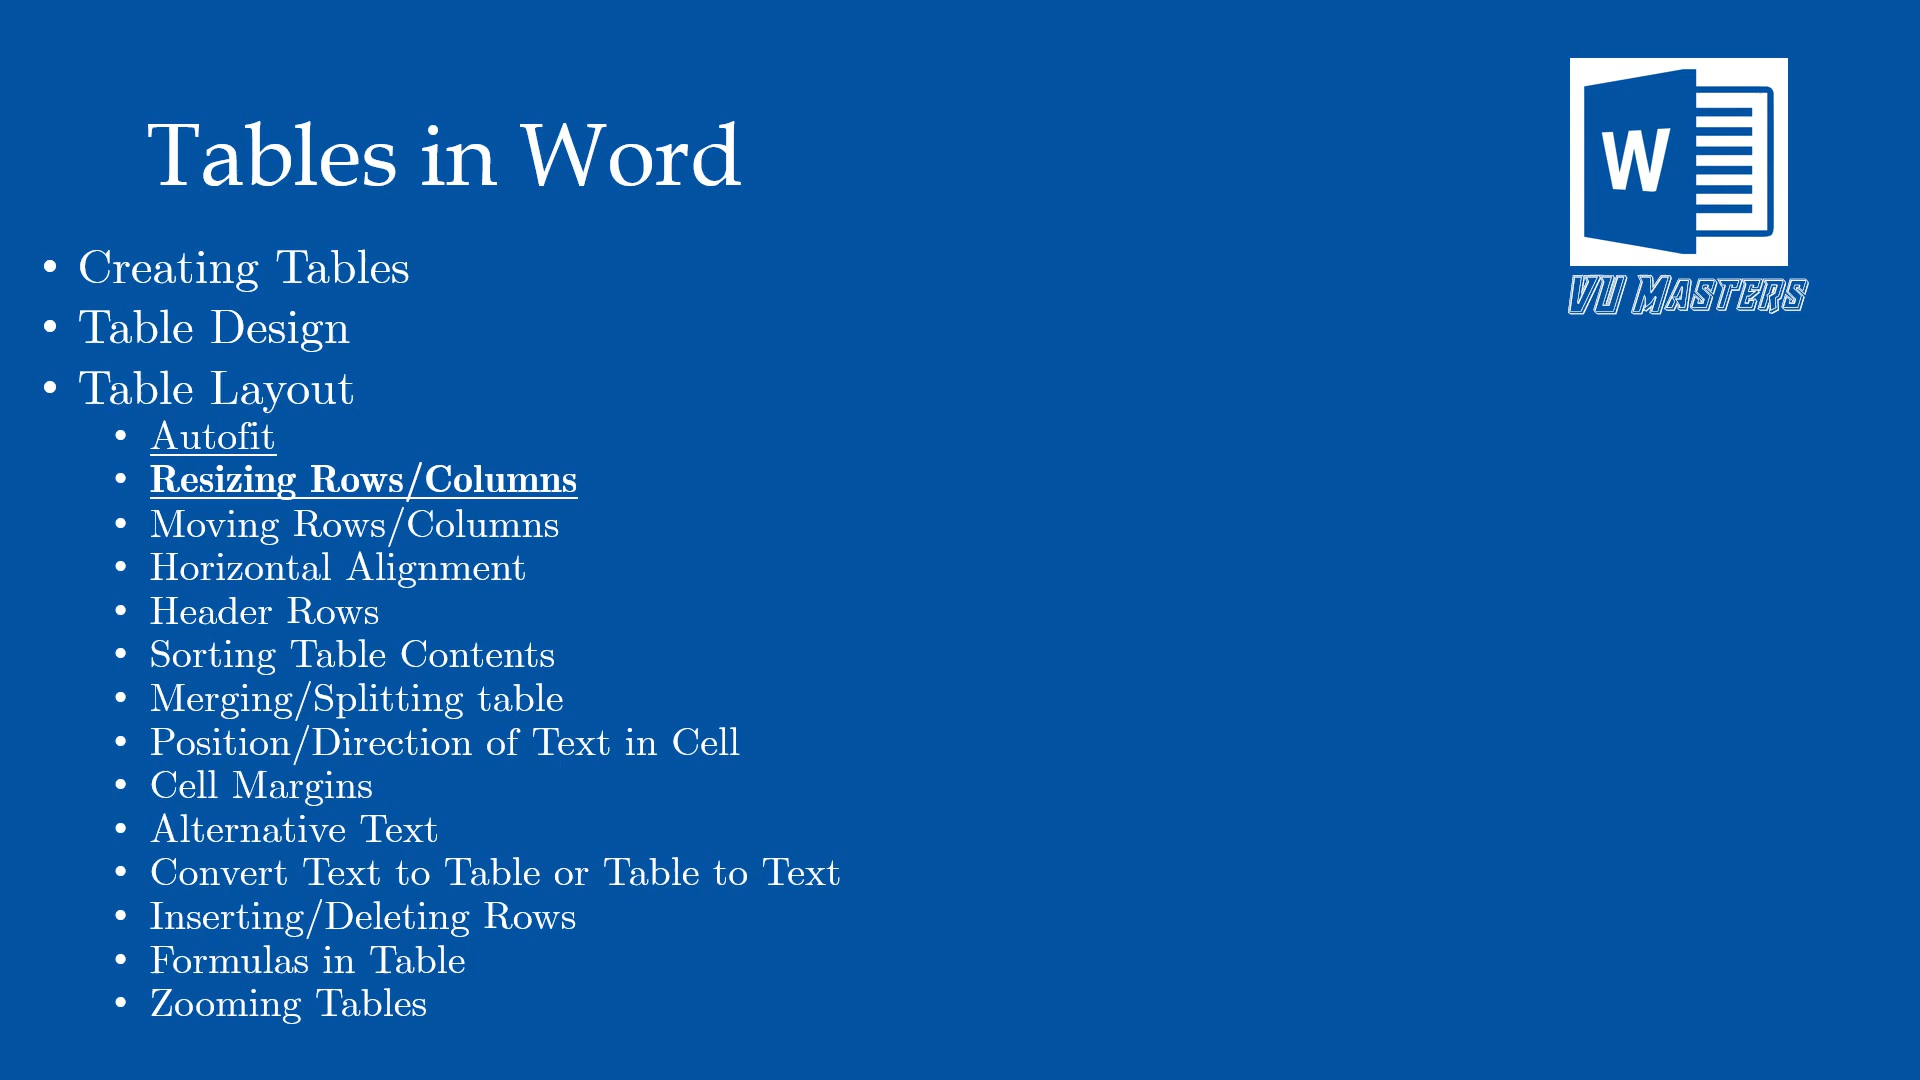 Tables in Word
W
VU Masters
• Creating Tables
• Table Design
• Table Layout
• Autofit
• Resizing Rows/Columns
• Moving Rows/Columns
• Horizontal Alignment
• Header Rows
• Sorting Table Contents
• Merging/Splitting table
• Position/Direction of Text in Cell
• Cell Margins
• Alternative Text
• Convert Text to Table or Table to Text
• Inserting/Deleting Rows
• Formulas in Table
• Zooming Tables